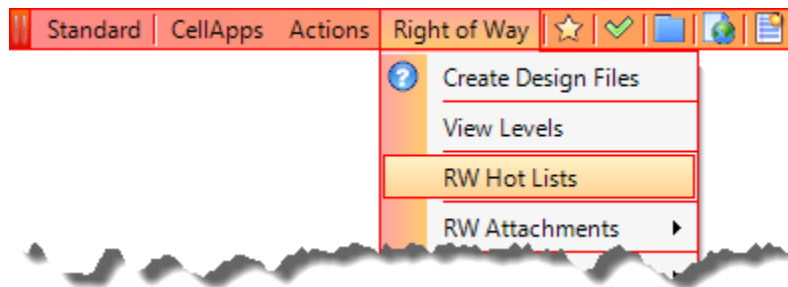 Standard CellApps Actions Right of Way
Create Design Files
View Levels
RW Hot Lists
RW Attachments